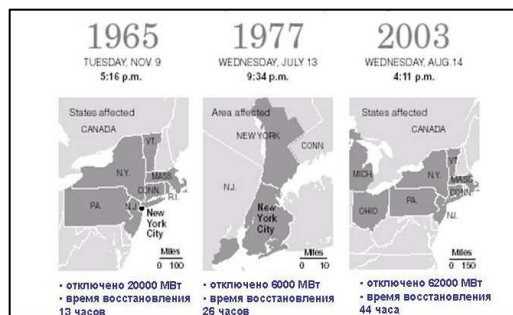 1965
TUESDAY, NOV. 9
5:16 p.m.
States affected
CANADA
VT.
N.Y.
MASS.
CONN.
R.I.
PA.
N.J.
New
York
City
Miles
0 100
• отключено 20000 МВт
• время восстановления
13 часов
1977
WEDNESDAY, JULY 13
9:34 p.m.
Area affected
NEW YORK
CONN.
N.J.
New
York
City
Miles
0 10
• отключено 6000 МВт
• время восстановления
26 часов
2003
WEDNESDAY, AUG.14
4:11 p.m.
States affected
CANADA
VT.
MICH.
N.Y.
MASS.
CONN.
OHIO
PA.
N.J.
Miles
0 150
• отключено 62000 МВт
• время восстановления
44 часа